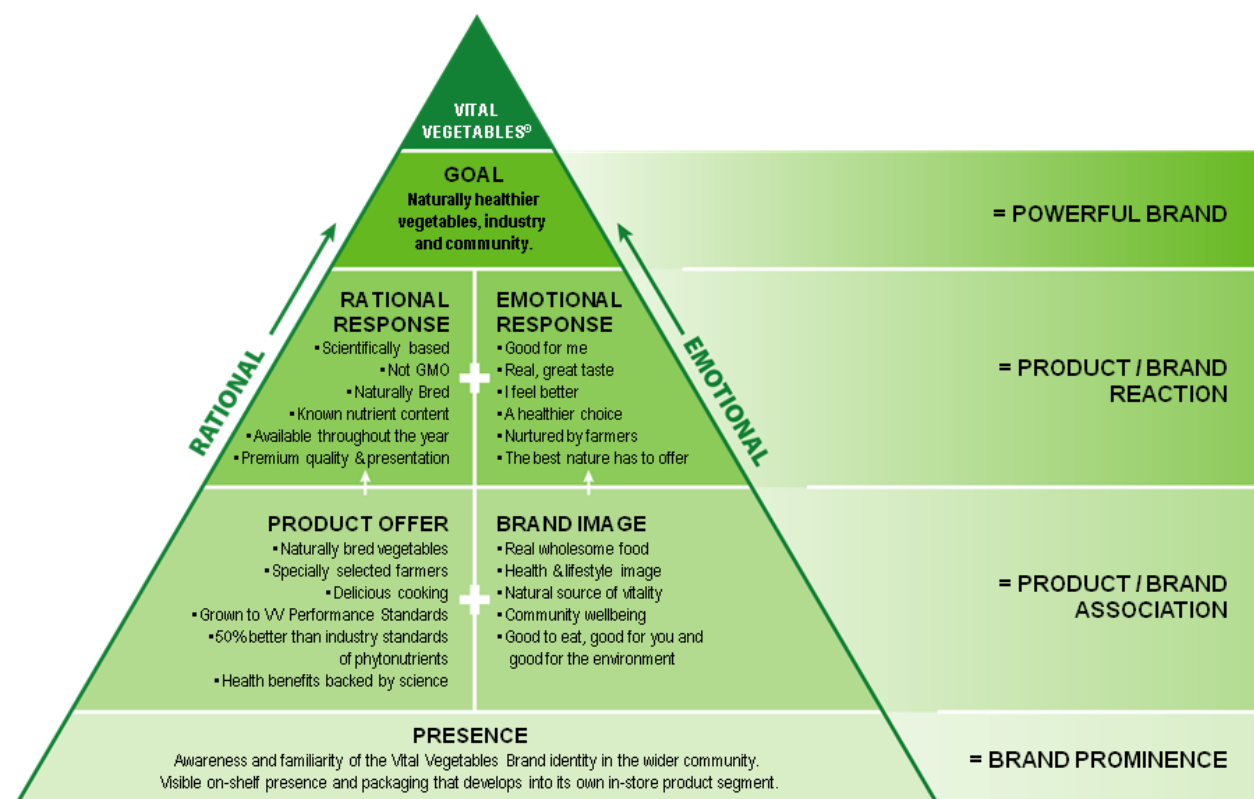 VITAL
VEGETABLES®
GOAL
Naturally healthier
vegetables, industry
and community.
= POWERFUL BRAND
RATIONAL
EMOTIONAL
RATIONAL
RESPONSE
▪ Scientifically based
▪ Not GMO
▪ Naturally Bred
▪ Known nutrient content
▪ Available throughout the year
▪ Premium quality & presentation
EMOTIONAL
RESPONSE
▪ Good for me
▪ Real, great taste
▪ I feel better
▪ A healthier choice
▪ Nurtured by farmers
▪ The best nature has to offer
= PRODUCT / BRAND
REACTION
PRODUCT OFFER
▪ Naturally bred vegetables
▪ Specially selected farmers
▪ Delicious cooking
▪ Grown to VV Performance Standards
▪ 50% better than industry standards
of phytonutrients
▪ Health benefits backed by science
BRAND IMAGE
▪ Real wholesome food
▪ Health & lifestyle image
▪ Natural source of vitality
▪ Community wellbeing
▪ Good to eat, good for you and
good for the environment
= PRODUCT / BRAND
ASSOCIATION
PRESENCE
Awareness and familiarity of the Vital Vegetables Brand identity in the wider community.
Visible on-shelf presence and packaging that develops into its own in-store product segment.
= BRAND PROMINENCE